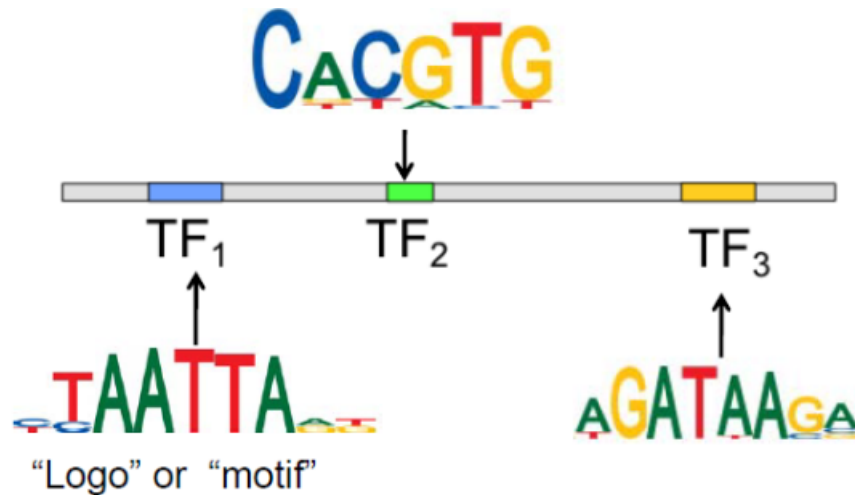 CACGTG
TF₁ TF₂ TF₃
TAATTA AGATAAGA
“Logo” or “motif”